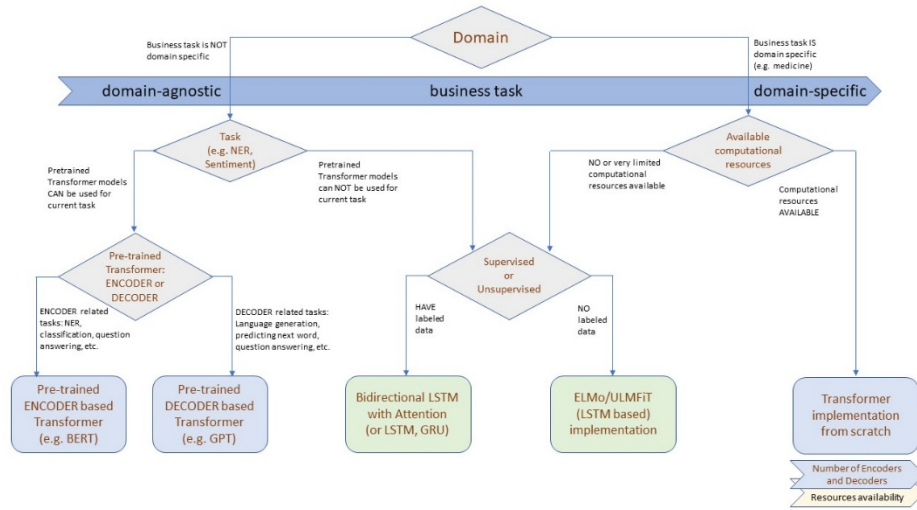 Domain
Business task is NOT
domain specific
Business task IS
domain specific
(e.g. medicine)
domain-agnostic
business task
domain-specific
Task
(e.g. NER,
Sentiment)
Available
computational
resources
Pretrained
Transformer models
CAN be used for
current task
Pretrained
Transformer models
can NOT be used for
current task
NO or very limited
computational
resources available
Computational
resources
AVAILABLE
Pre-trained
Transformer:
ENCODER or
DECODER
Supervised
or
Unsupervised
ENCODER related
tasks: NER,
classification, question
answering, etc.
DECODER related tasks:
Language generation,
predicting next word,
question answering, etc.
HAVE
labeled
data
NO
labeled
data
Pre-trained
ENCODER based
Transformer
(e.g. BERT)
Pre-trained
DECODER based
Transformer
(e.g. GPT)
Bidirectional LSTM
with Attention
(or LSTM, GRU)
ELMo/ULMFiT
(LSTM based)
implementation
Transformer
implementation
from scratch
Number of Encoders
and Decoders
Resources availability